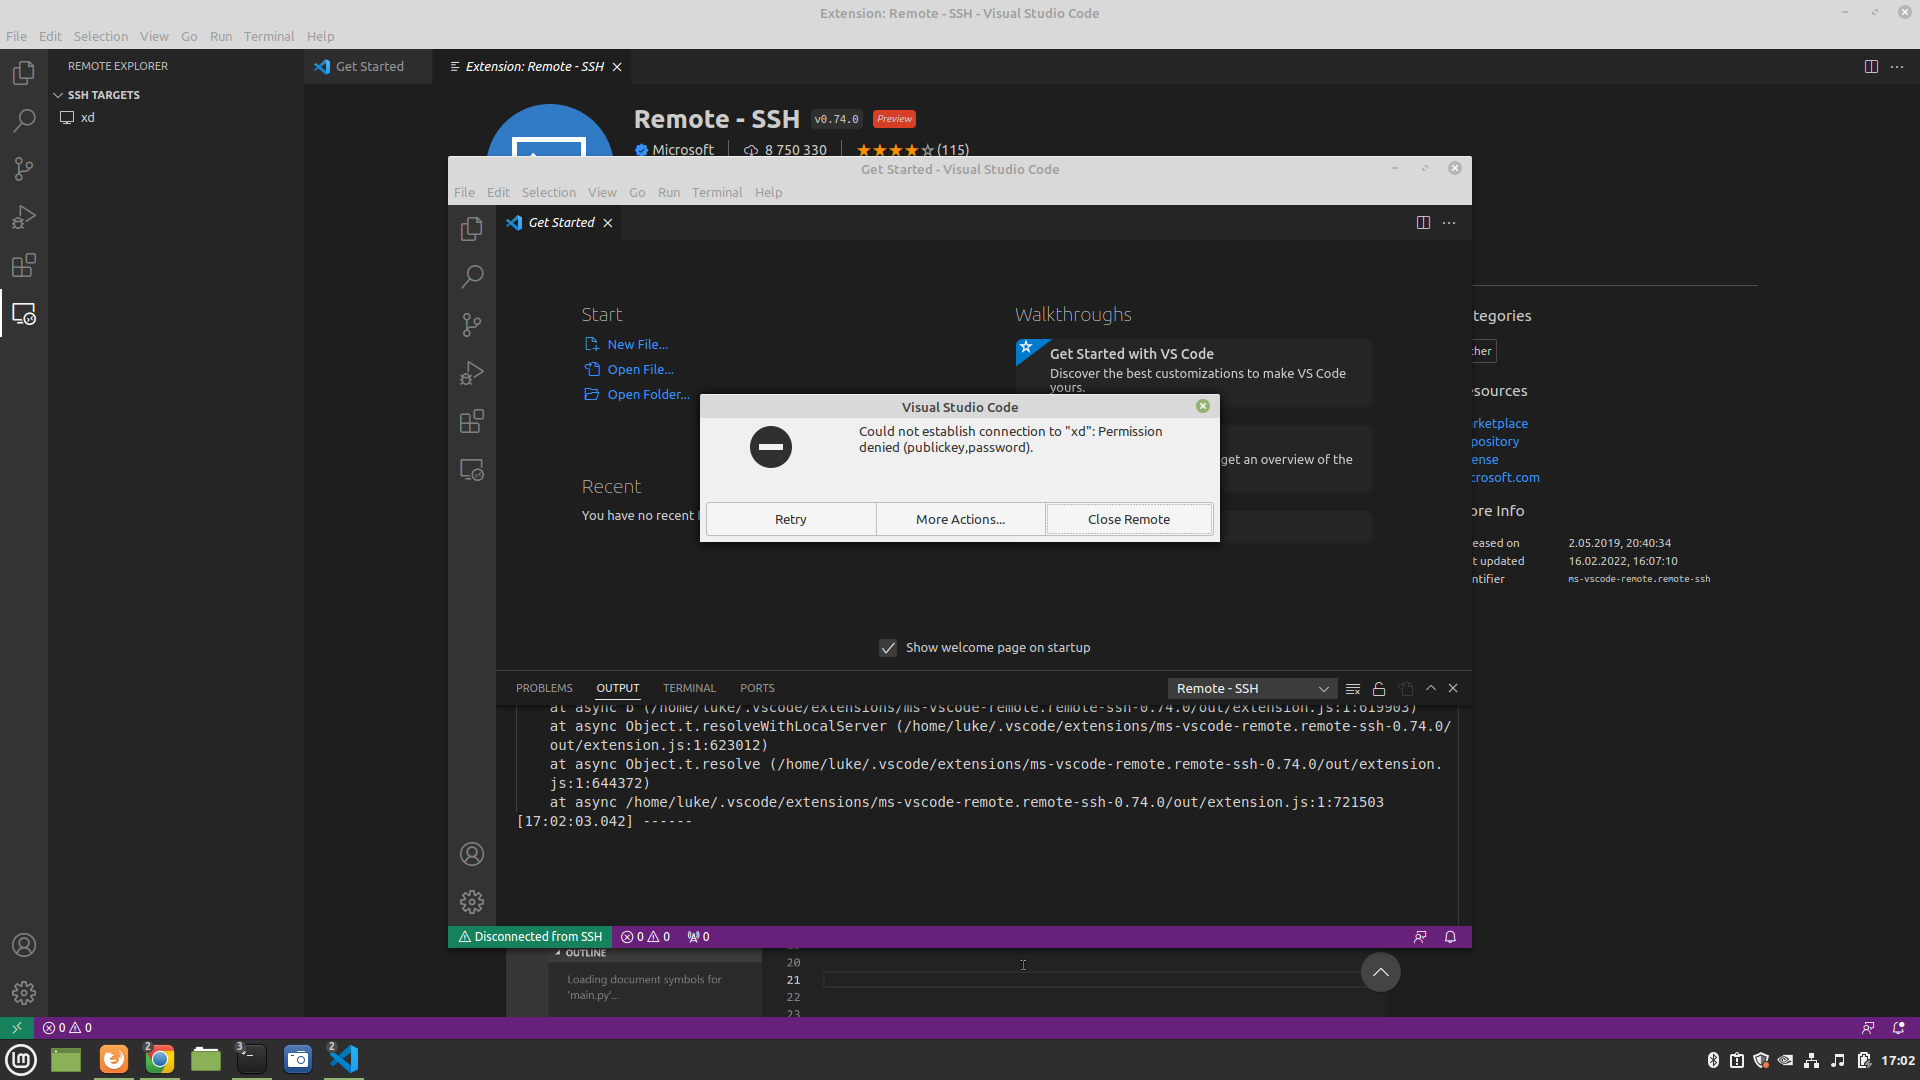 Extension: Remote - SSH - Visual Studio Code
File Edit Selection View Go Run Terminal Help
REMOTE EXPLORER
SSH TARGETS
xd
Get Started
Extension: Remote - SSH
Remote - SSH v0.74.0 Preview
Microsoft 8 750 330 (115)
Get Started - Visual Studio Code
File Edit Selection View Go Run Terminal Help
Get Started
Start
New File...
Open File...
Open Folder...
Recent
You have no recent
Walkthroughs
Get Started with VS Code
Discover the best customizations to make VS Code
yours.
get an overview of the
Visual Studio Code
Could not establish connection to "xd": Permission
denied (publickey,password).
Retry
More Actions...
Close Remote
Show welcome page on startup
tegories
her
sources
rketplace
pository
ense
crosoft.com
ore Info
eased on 2.05.2019, 20:40:34
t updated 16.02.2022, 16:07:10
ntifier ms-vscode-remote.remote-ssh
PROBLEMS OUTPUT TERMINAL PORTS
Remote - SSH
at async b (/home/luke/.vscode/extensions/ms-vscode-remote.remote-ssh-0.74.0/out/extension.js:1:619903)
at async Object.t.resolveWithLocalServer (/home/luke/.vscode/extensions/ms-vscode-remote.remote-ssh-0.74.0/
out/extension.js:1:623012)
at async Object.t.resolve (/home/luke/.vscode/extensions/ms-vscode-remote.remote-ssh-0.74.0/out/extension.
js:1:644372)
at async /home/luke/.vscode/extensions/ms-vscode-remote.remote-ssh-0.74.0/out/extension.js:1:721503
[17:02:03.042] ------
Disconnected from SSH 0 0 0
OUTLINE
Loading document symbols for
'main.py'...
20
21
22
23
0 0
2
3
2
17:02